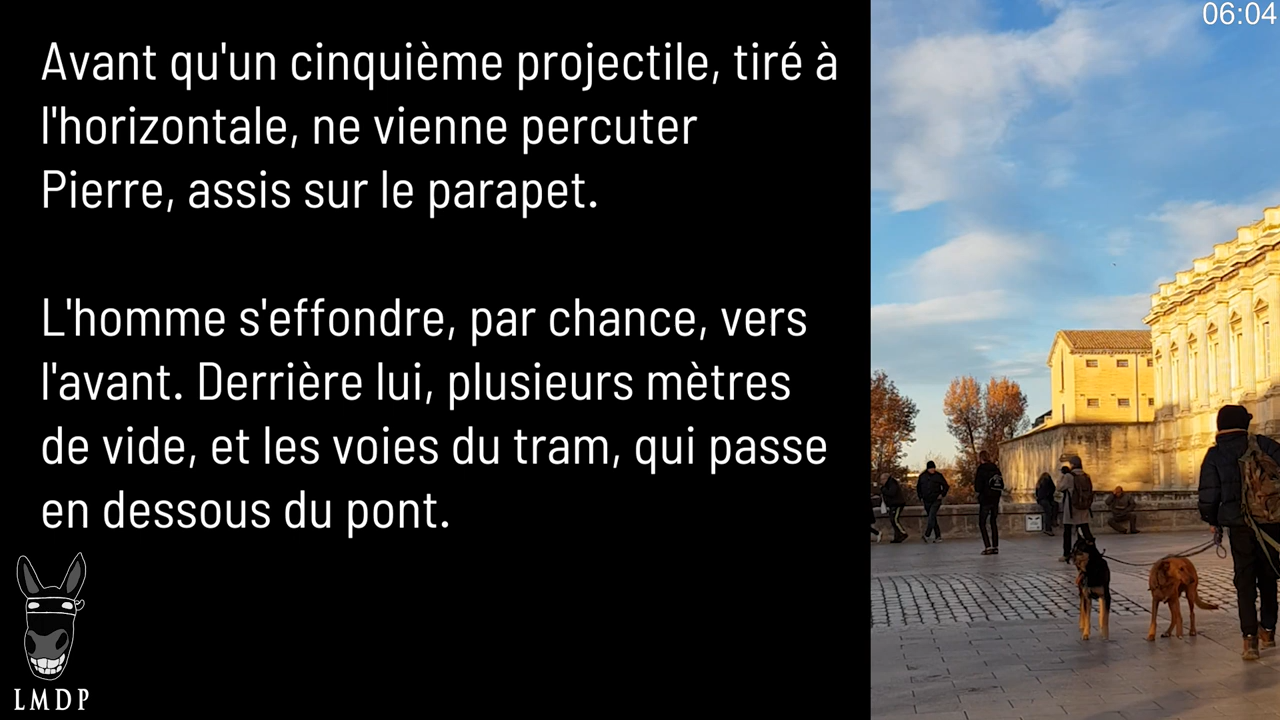 06:04
Avant qu'un cinquième projectile, tiré à
l'horizontale, ne vienne percuter
Pierre, assis sur le parapet.
L'homme s'effondre, par chance, vers
l'avant. Derrière lui, plusieurs mètres
de vide, et les voies du tram, qui passe
en dessous du pont.
LMDP